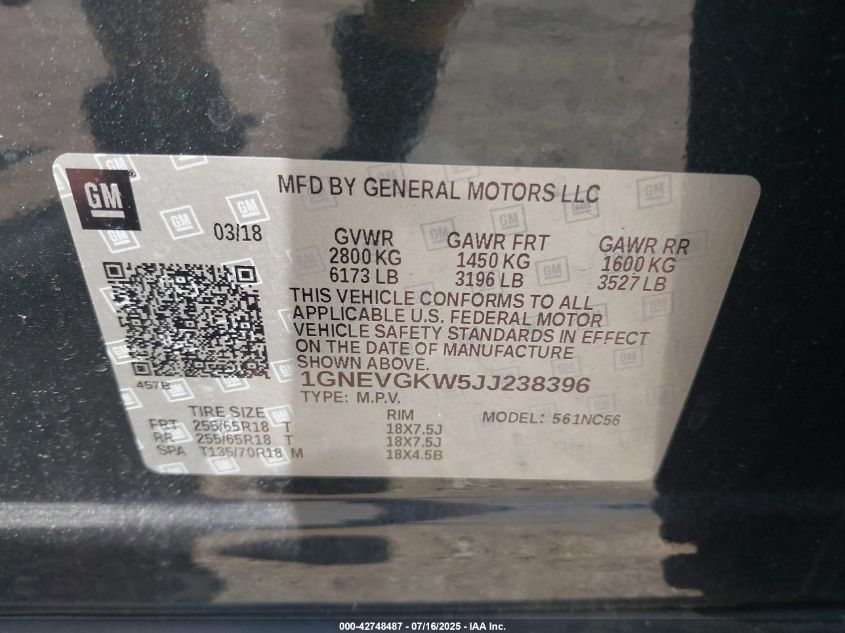 GM
MFD BY GENERAL MOTORS LLC
03/18
GVWR GAWR FRT GAWR RR
2800 KG 1450 KG 1600 KG
6173 LB 3196 LB 3527 LB
THIS VEHICLE CONFORMS TO ALL
APPLICABLE U.S. FEDERAL MOTOR
VEHICLE SAFETY STANDARDS IN EFFECT
ON THE DATE OF MANUFACTURE
SHOWN ABOVE.
457B
1GNEVGKW5JJ238396
TYPE: M.P.V.
TIRE SIZE RIM MODEL: 561NC56
FRT 255/65R18 T 18X7.5J
RR 255/65R18 T 18X7.5J
SPA T135/70R18 M 18X4.5B
000-42748487 - 07/16/2025 - IAA Inc.